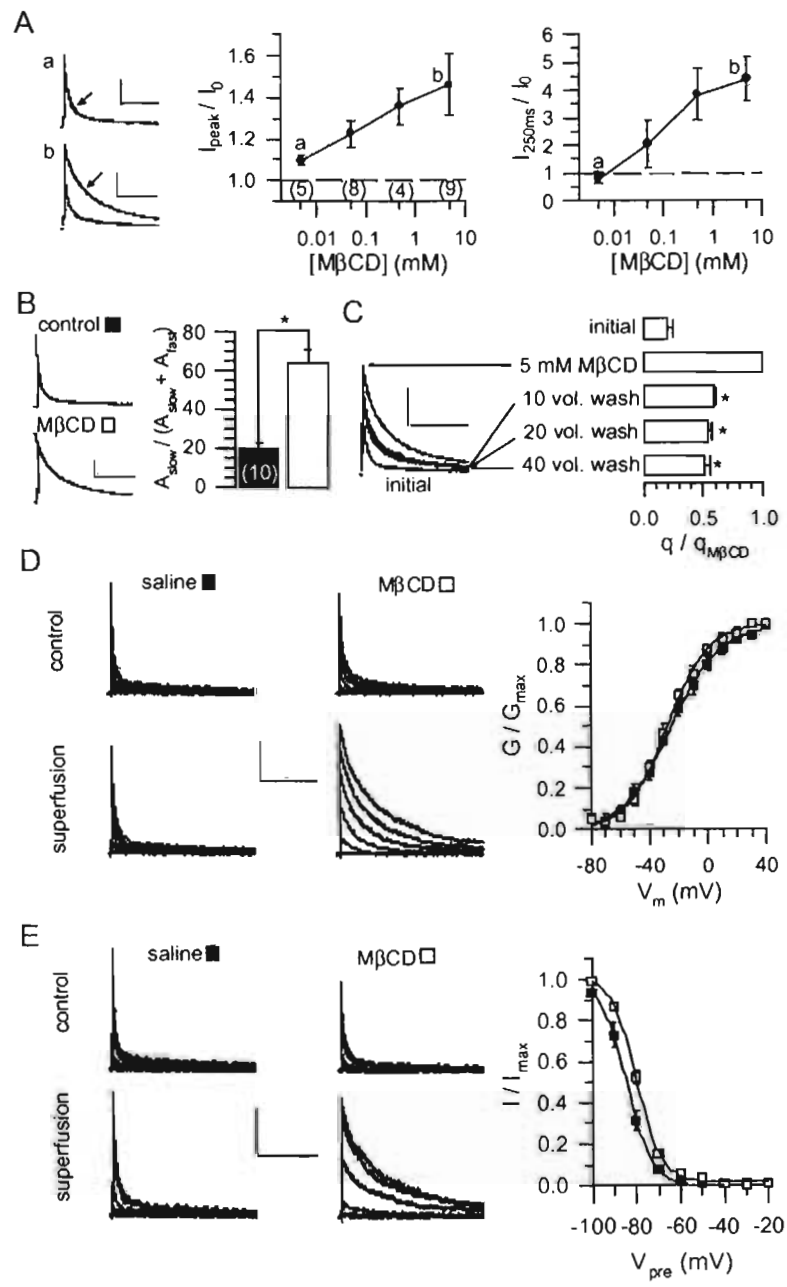 A
a
b
I peak / I0
1.6
1.4
1.2
1.0
a
b
(5) (8) (4) (9)
0.01 0.1 1 10
[MβCD] (mM)
I250ms / I0
6
5
4
3
2
1
0
a
b
0.01 0.1 1 10
[MβCD] (mM)
B
control
MβCD
Aslow / (Aslow + Afast)
80
60
40
20
0
*
(10)
C
initial
5 mM MβCD
10 vol. wash
20 vol. wash
40 vol. wash
initial
*
*
*
0.0 0.5 1.0
q / qMβCD
D
saline
MβCD
control
superfusion
G / Gmax
1.0
0.8
0.6
0.4
0.2
0.0
-80 -40 0 40
Vm (mV)
E
saline
MβCD
control
superfusion
I / Imax
1.0
0.8
0.6
0.4
0.2
0.0
-100 -80 -60 -40 -20
Vpre (mV)